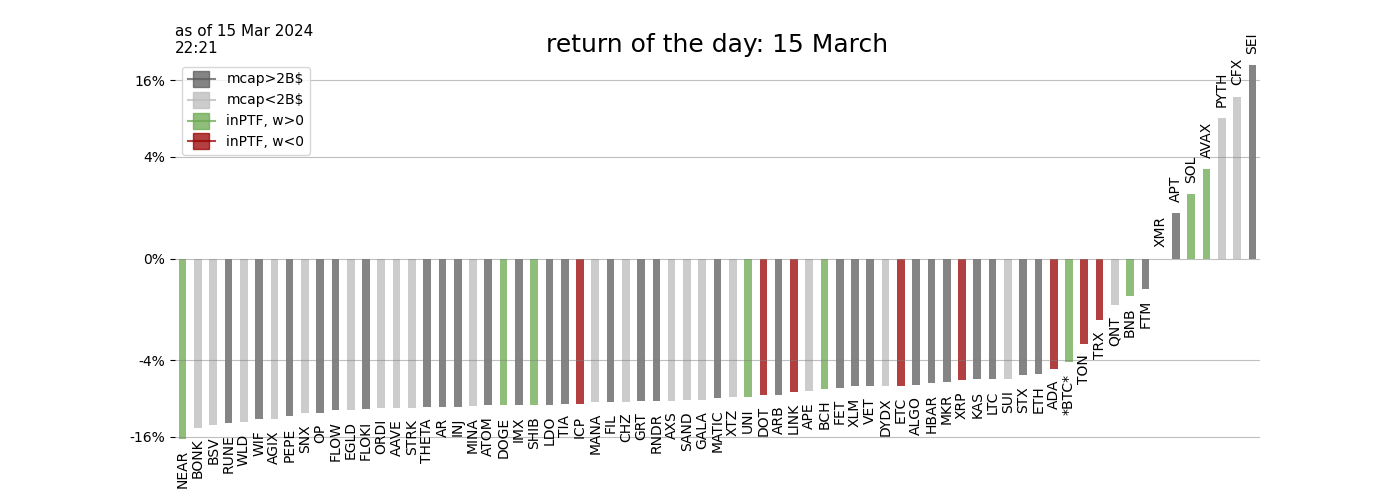 as of 15 Mar 2024
22:21
return of the day: 15 March
mcap>2B$
mcap<2B$
inPTF, w>0
inPTF, w<0
16%
4%
0%
-4%
-16%
NEAR
BONK
BSV
RUNE
WLD
WIF
AGIX
PEPE
SNX
OP
FLOW
EGLD
FLOKI
ORDI
AAVE
STRK
THETA
AR
INJ
MINA
ATOM
DOGE
IMX
SHIB
LDO
TIA
ICP
MANA
FIL
CHZ
GRT
RNDR
AXS
SAND
GALA
MATIC
XTZ
UNI
DOT
ARB
LINK
APE
BCH
FET
XLM
VET
DYDX
ETC
ALGO
HBAR
MKR
XRP
KAS
LTC
SUI
STX
ETH
ADA
*BTC*
TON
TRX
QNT
BNB
FTM
XMR
APT
SOL
AVAX
PYTH
CFX
SEI